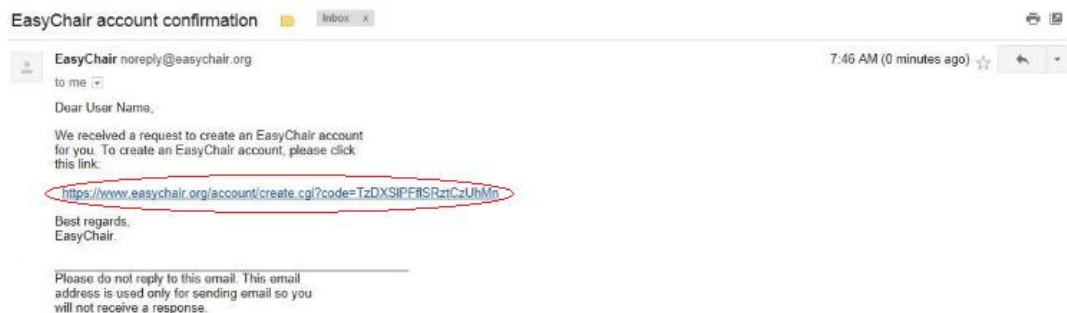 EasyChair account confirmation Inbox x
EasyChair noreply@easychair.org 7:46 AM (0 minutes ago)
to me
Dear User Name,
We received a request to create an EasyChair account
for you. To create an EasyChair account, please click
this link:
https://www.easychair.org/account/create.cgi?code=TzDXSIPFflSRztCzUhMn
Best regards,
EasyChair.
Please do not reply to this email. This email
address is used only for sending email so you
will not receive a response.